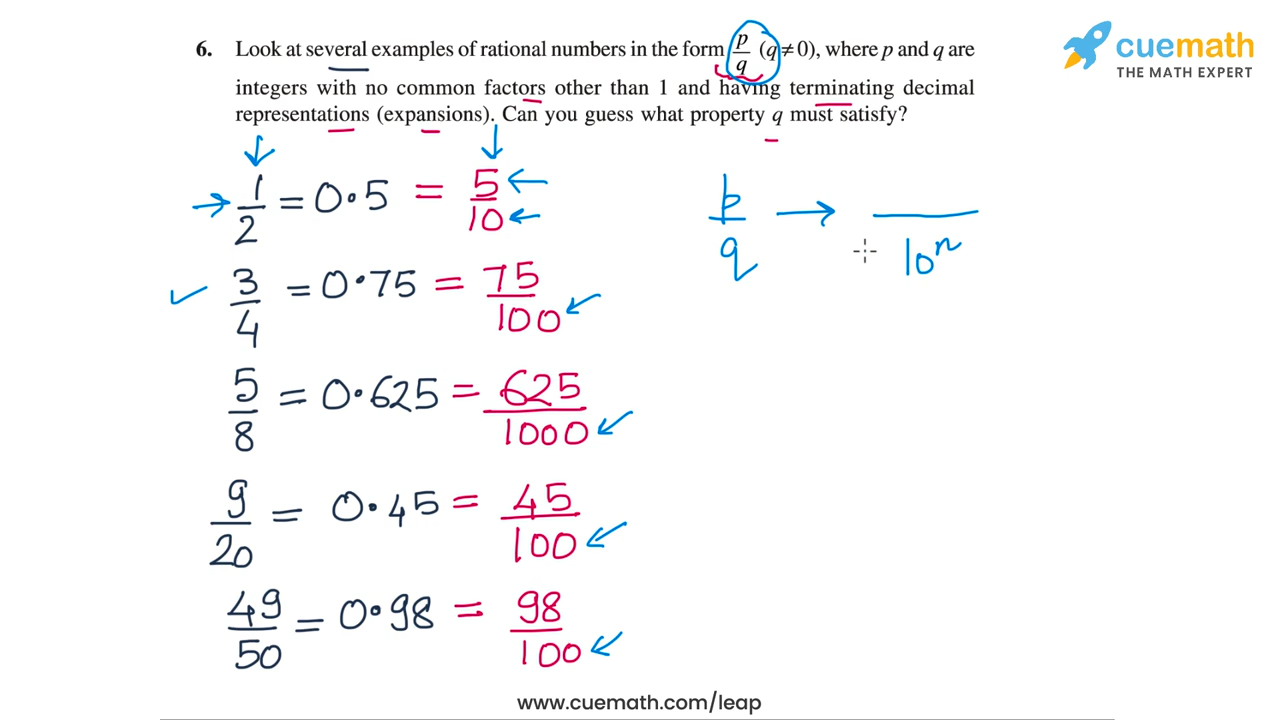 cuemath
THE MATH EXPERT
6. Look at several examples of rational numbers in the form p/q (q≠0), where p and q are
integers with no common factors other than 1 and having terminating decimal
representations (expansions). Can you guess what property q must satisfy?
1/2 = 0.5 = 5/10
p/q → —/10ⁿ
3/4 = 0.75 = 75/100
5/8 = 0.625 = 625/1000
9/20 = 0.45 = 45/100
49/50 = 0.98 = 98/100
www.cuemath.com/leap